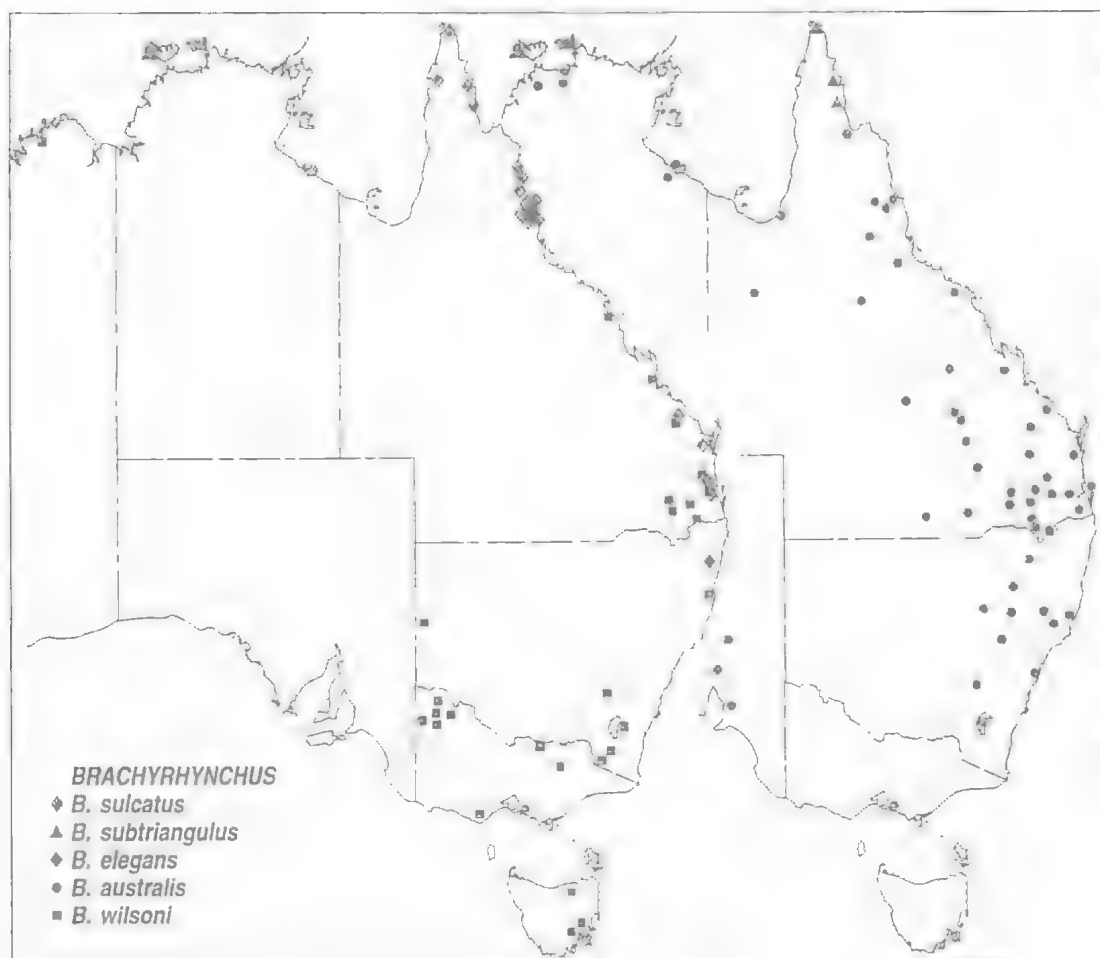 BRACHYRHYNCHUS
B. sulcatus
B. subtriangulus
B. elegans
B. australis
B. wilsoni